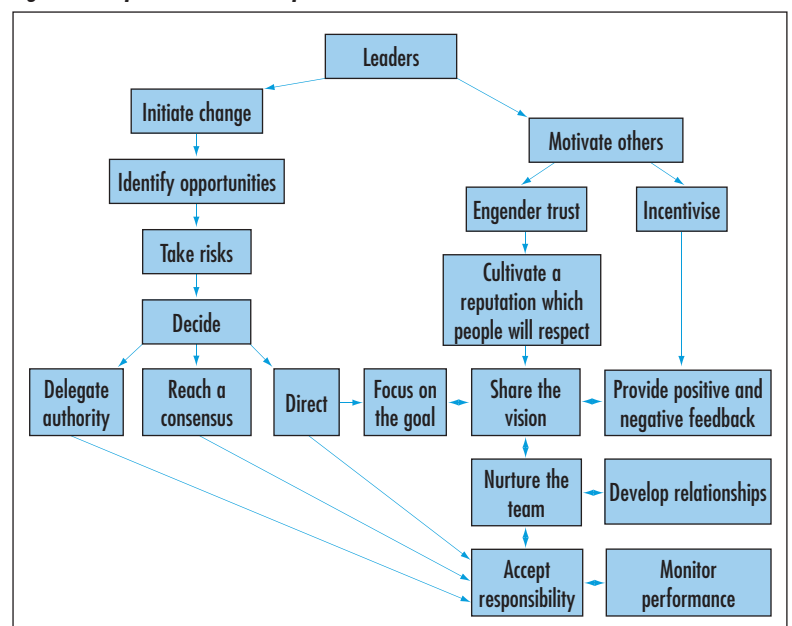 Leaders
Initiate change
Motivate others
Identify opportunities
Engender trust
Incentivise
Take risks
Cultivate a
reputation which
people will respect
Decide
Delegate
authority
Reach a
consensus
Direct
Focus on
the goal
Share the
vision
Provide positive and
negative feedback
Nurture the
team
Develop relationships
Accept
responsibility
Monitor
performance